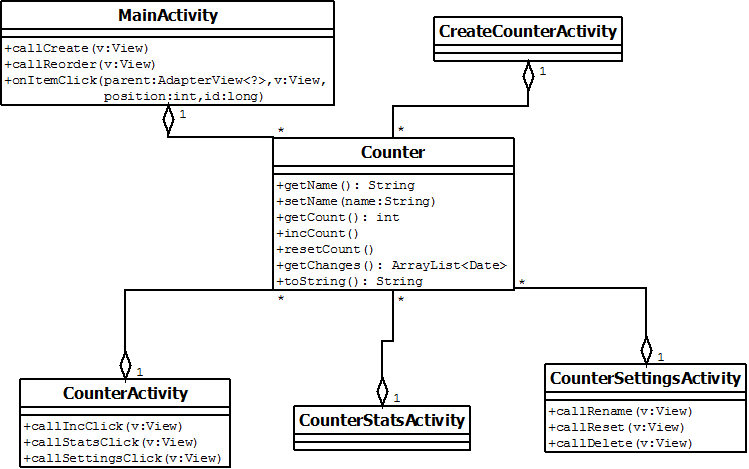 MainActivity
+callCreate(v:View)
+callReorder(v:View)
+onItemClick(parent:AdapterView<?>,v:View,
position:int,id:long)
1
*
CreateCounterActivity
1
*
Counter
+getName(): String
+setName(name:String)
+getCount(): int
+incCount()
+resetCount()
+getChanges(): ArrayList<Date>
+toString(): String
*
*
*
1
CounterActivity
+callIncClick(v:View)
+callStatsClick(v:View)
+callSettingsClick(v:View)
1
CounterStatsActivity
1
CounterSettingsActivity
+callRename(v:View)
+callReset(v:View)
+callDelete(v:View)